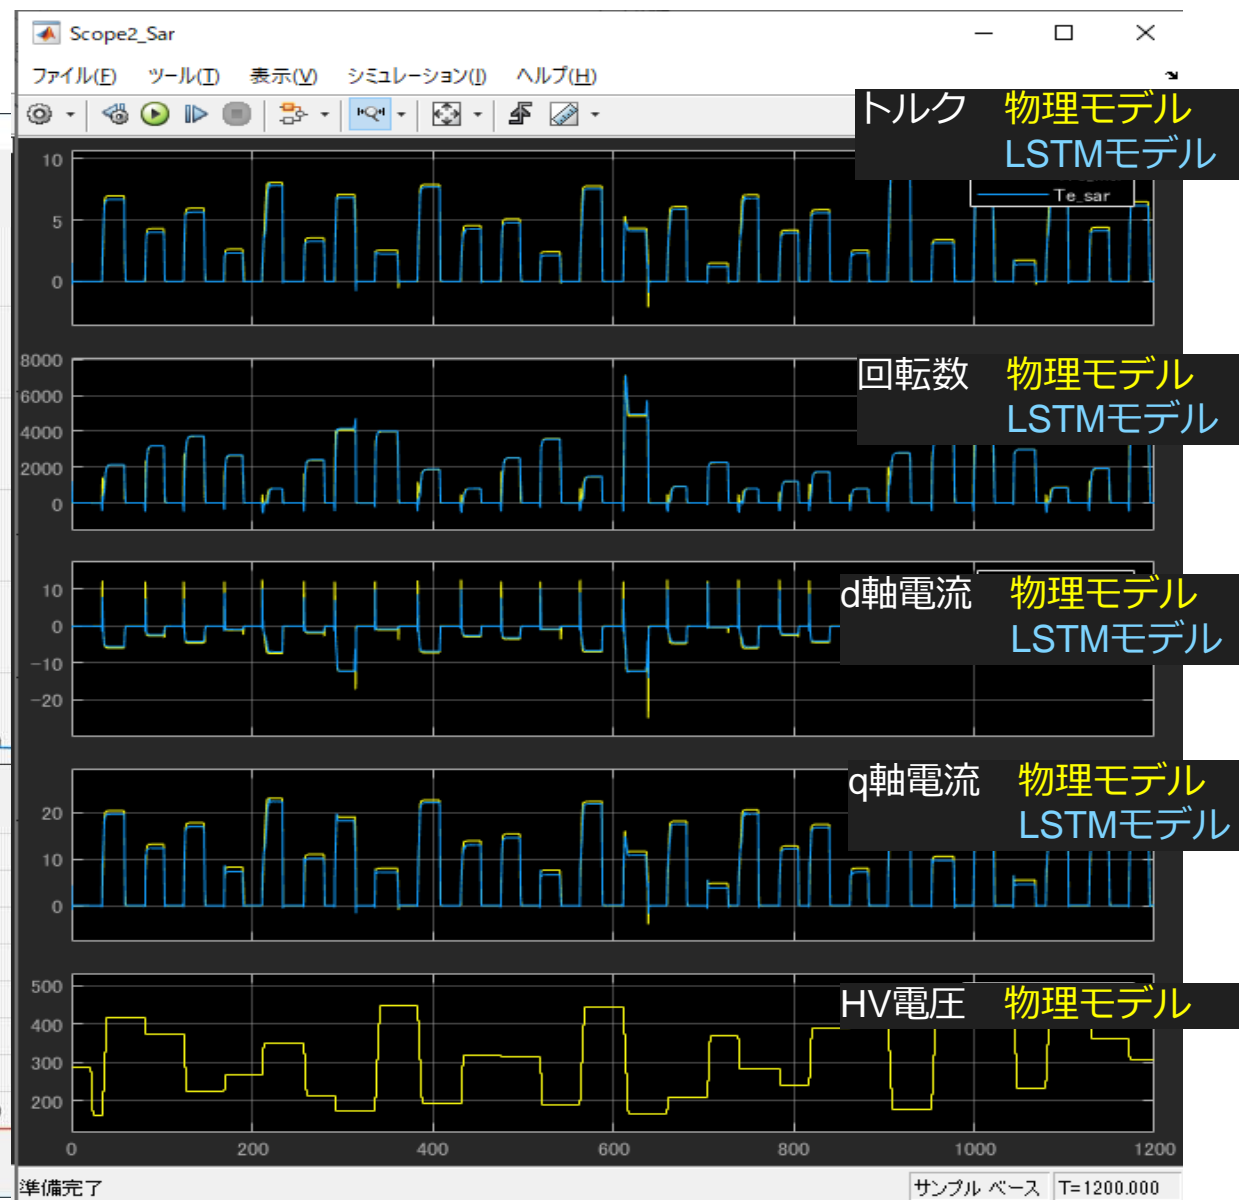 Scope2_Sar
ファイル(F) ツール(T) 表示(V) シミュレーション(I) ヘルプ(H)
トルク 物理モデル
LSTMモデル
Te_sar
10
5
0
回転数 物理モデル
LSTMモデル
8000
6000
4000
2000
0
d軸電流 物理モデル
LSTMモデル
10
0
-10
-20
q軸電流 物理モデル
LSTMモデル
20
10
0
HV電圧 物理モデル
500
400
300
200
0 200 400 600 800 1000 1200
準備完了 サンプル ベース T=1200.000